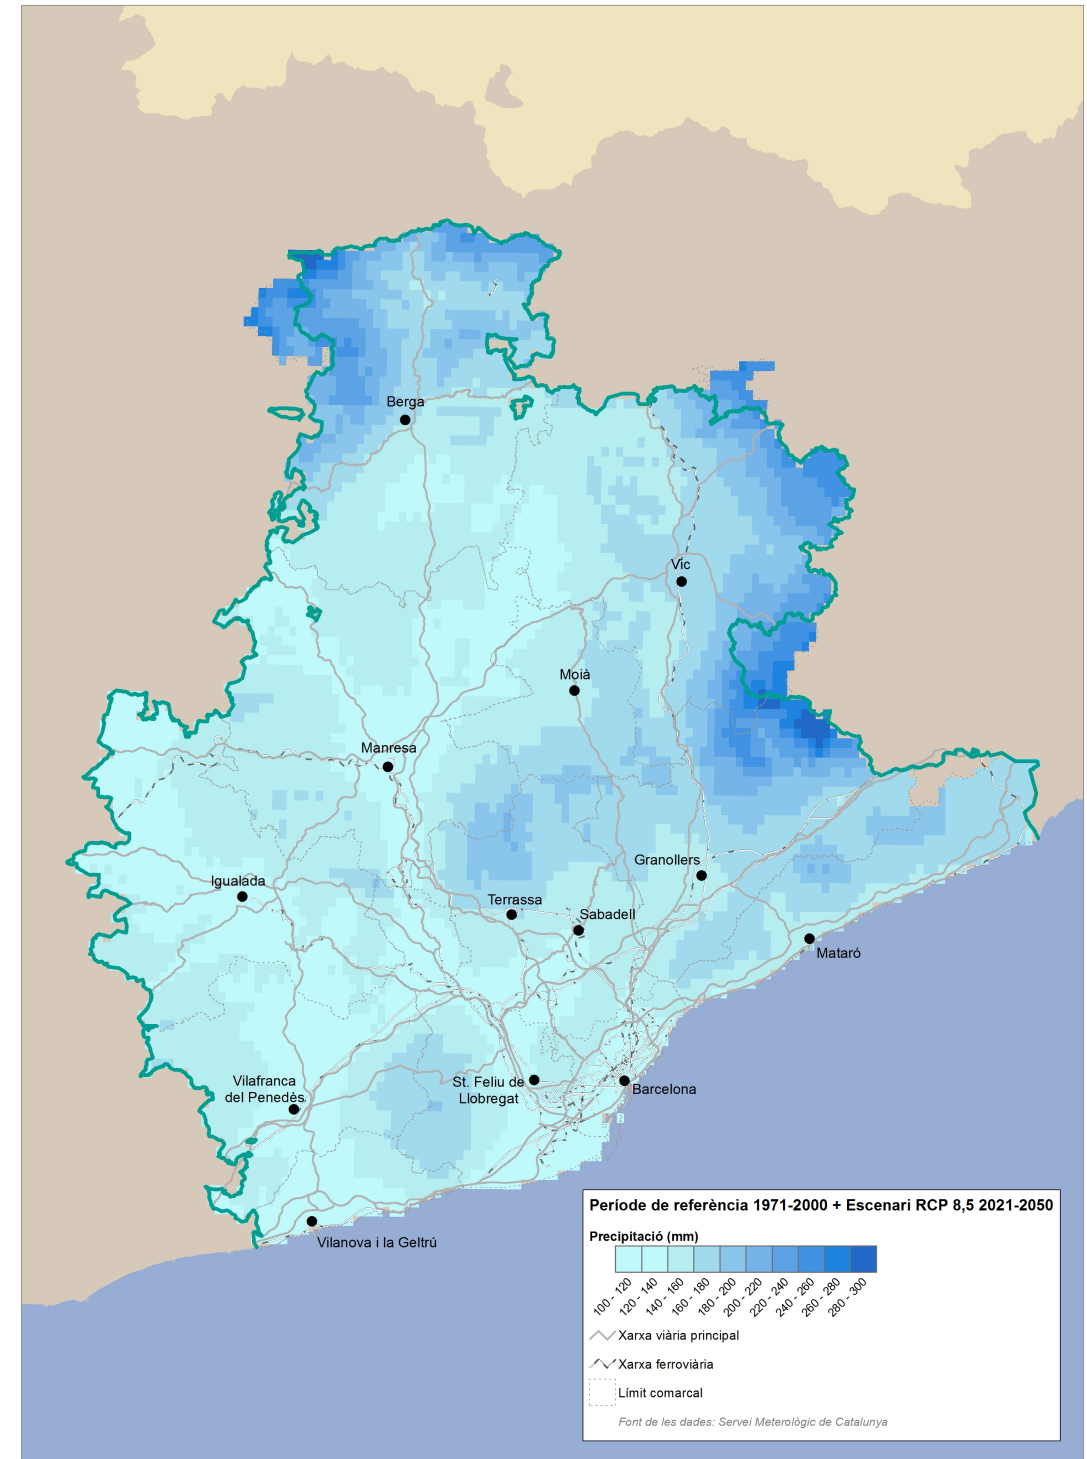 Berga
Vic
Moià
Manresa
Granollers
Igualada
Terrassa
Sabadell
Mataró
Vilafranca
del Penedès
St. Feliu de
Llobregat
Barcelona
Vilanova i la Geltrú
Període de referència 1971-2000 + Escenari RCP 8,5 2021-2050
Precipitació (mm)
100 - 120
120 - 140
140 - 160
160 - 180
180 - 200
200 - 220
220 - 240
240 - 260
260 - 280
280 - 300
Xarxa viària principal
Xarxa ferroviària
Límit comarcal
Font de les dades: Servei Meterològic de Catalunya